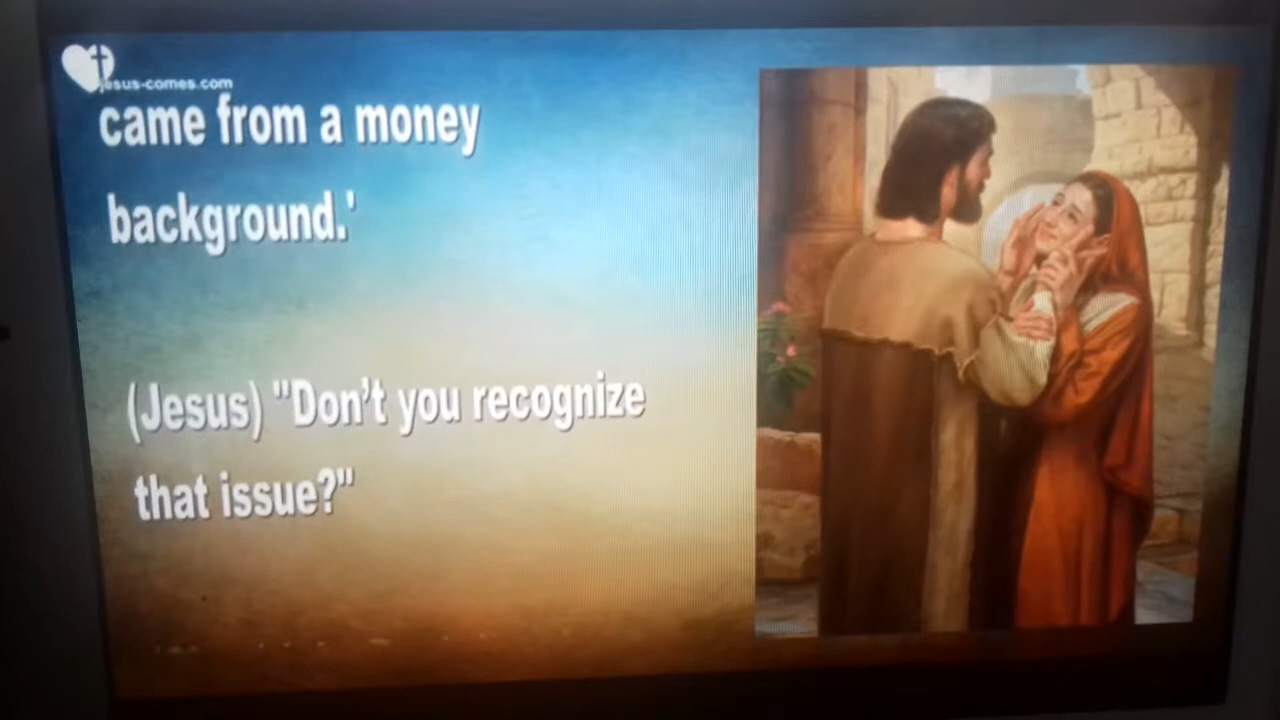 jesus-comes.com
came from a money
background.'
(Jesus) "Don't you recognize
that issue?"